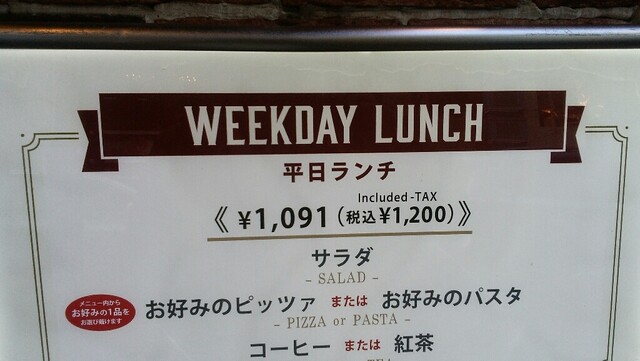 WEEKDAY LUNCH
平日ランチ
Included-TAX
《 ¥1,091 (税込¥1,200) 》
サラダ
- SALAD -
メニュー内から
お好みの1品を
お選び頂けます
お好みのピッツァ または お好みのパスタ
- PIZZA or PASTA -
コーヒー または 紅茶
TEA